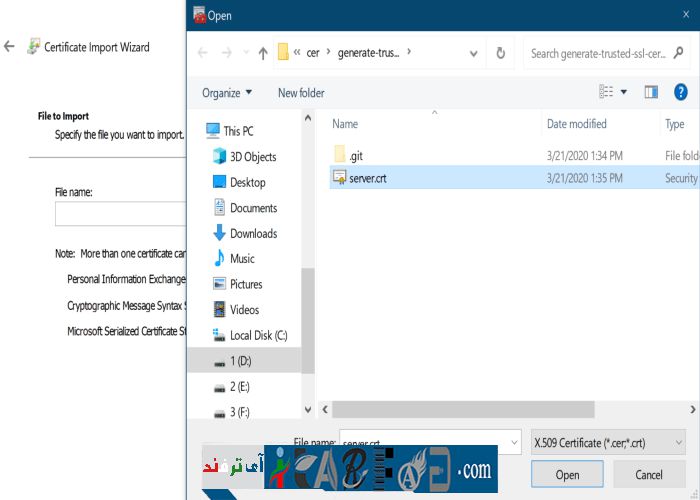 Open
Certificate Import Wizard
cer generate-trus...
Search generate-trusted-ssl-cer...
Organize New folder
File to Import
Specify the file you want to import.
File name:
Note: More than one certificate can
Personal Information Exchange
Cryptographic Message Syntax S
Microsoft Serialized Certificate St
This PC
3D Objects
Desktop
Documents
Downloads
Music
Pictures
Videos
Local Disk (C:)
1 (D:)
2 (E:)
3 (F:)
Name Date modified Type
.git 3/21/2020 1:34 PM File fold
server.crt 3/21/2020 1:35 PM Security
File name: server.crt X.509 Certificate (*.cer;*.crt)
Open Cancel
آی ترفند
.com